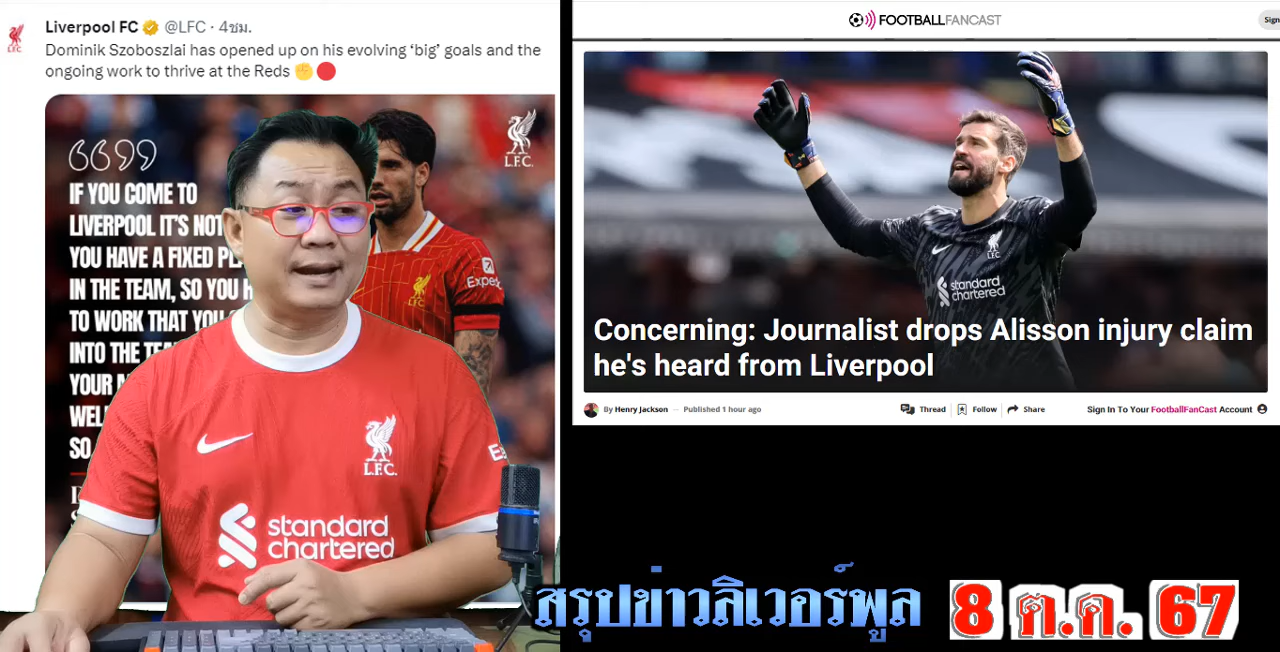 Liverpool FC @LFC · 4ชม.
Dominik Szoboszlai has opened up on his evolving ‘big’ goals and the
ongoing work to thrive at the Reds
L.F.C.
IF YOU COME TO
LIVERPOOL IT'S NOT
YOU HAVE A FIXED
IN THE TEAM, SO YOU
TO WORK THAT YOU
INTO THE
YOUR
SO
Expe
L.F.C.
standard
chartered
FOOTBALLFANCAST
Sign
L.F.C.
standard
chartered
Concerning: Journalist drops Alisson injury claim
he's heard from Liverpool
By Henry Jackson — Published 1 hour ago
Thread
Follow
Share
Sign In To Your FootballFanCast Account
สรุปข่าวลิเวอร์พูล 8 ต.ค. 67